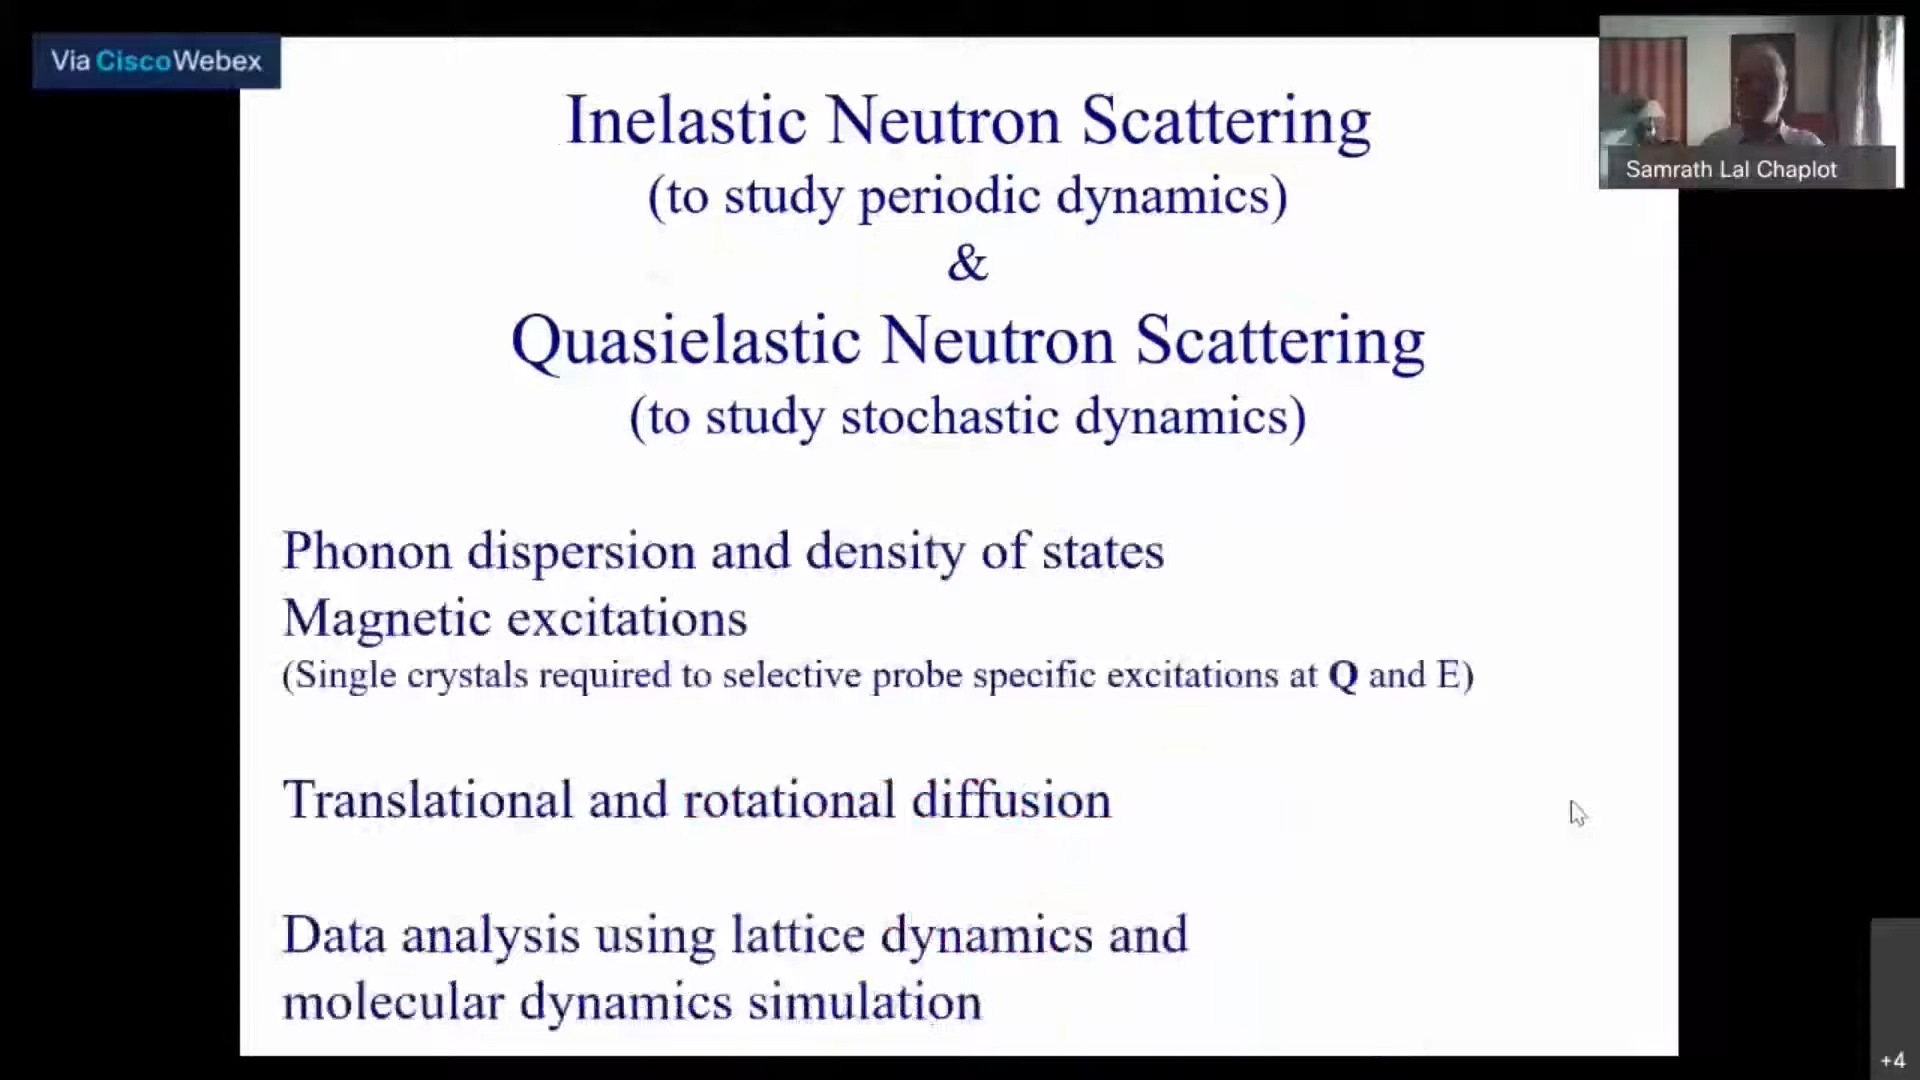 Via CiscoWebex
Samrath Lal Chaplot
Inelastic Neutron Scattering
(to study periodic dynamics)
&
Quasielastic Neutron Scattering
(to study stochastic dynamics)
Phonon dispersion and density of states
Magnetic excitations
(Single crystals required to selective probe specific excitations at Q and E)
Translational and rotational diffusion
Data analysis using lattice dynamics and
molecular dynamics simulation
+4